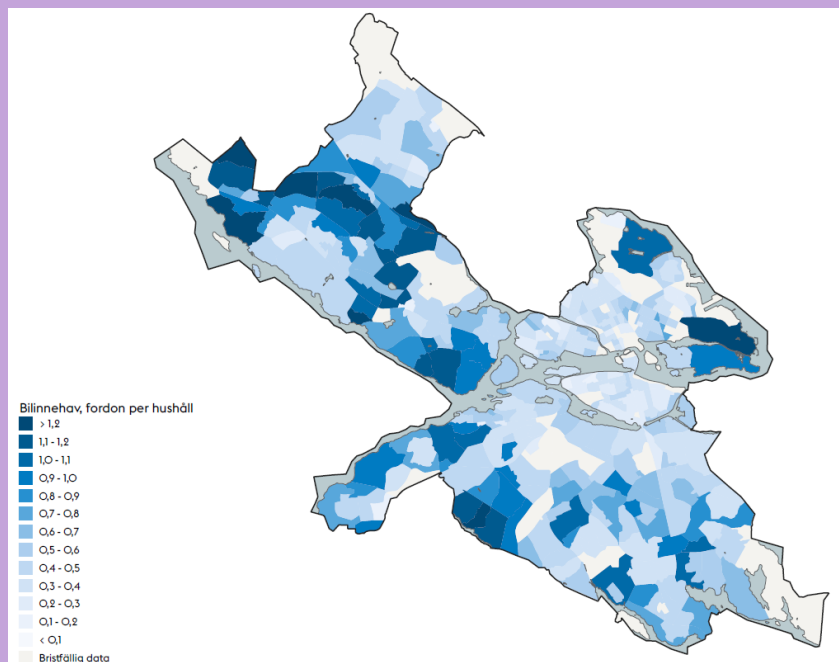 Bilinnehav, fordon per hushåll
> 1,2
1,1 - 1,2
1,0 - 1,1
0,9 - 1,0
0,8 - 0,9
0,7 - 0,8
0,6 - 0,7
0,5 - 0,6
0,4 - 0,5
0,3 - 0,4
0,2 - 0,3
0,1 - 0,2
< 0,1
Bristfällig data